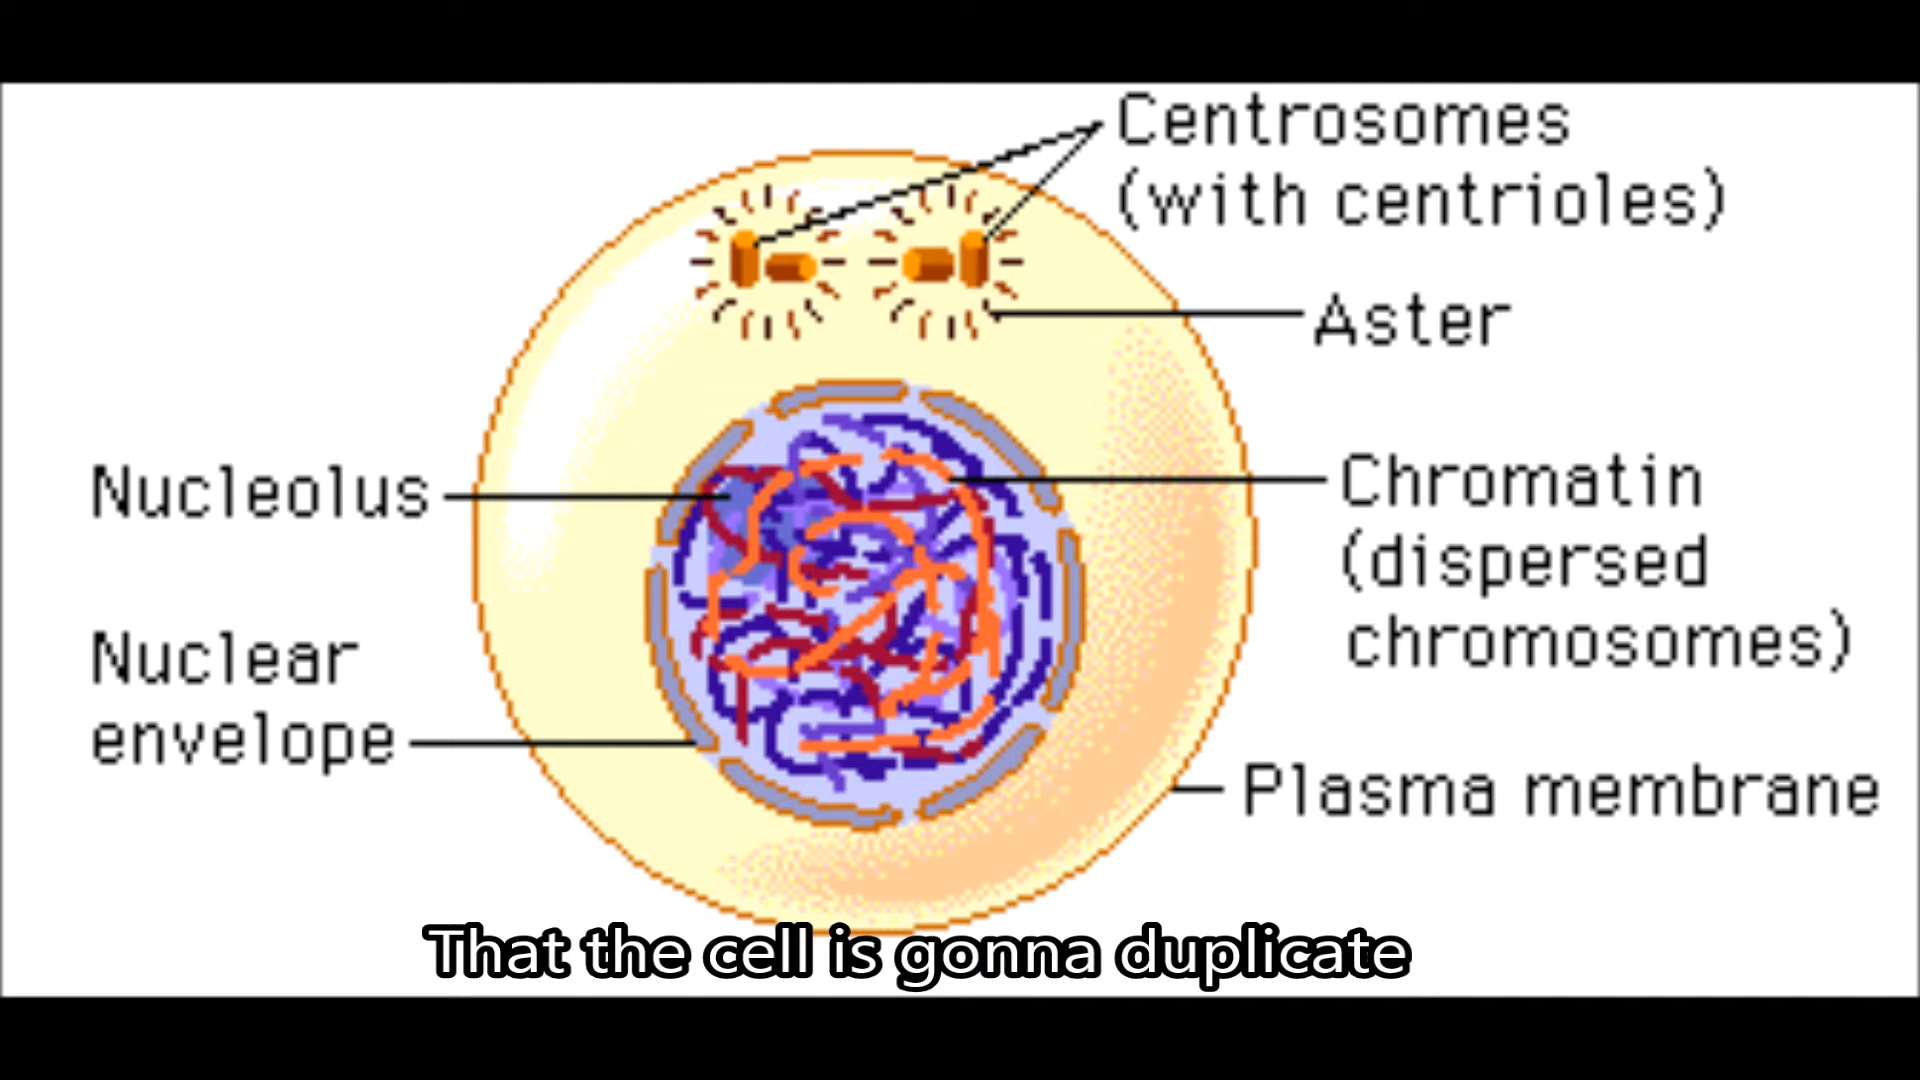 Centrosomes
(with centrioles)
Aster
Nucleolus
Chromatin
(dispersed
chromosomes)
Nuclear
envelope
Plasma membrane
That the cell is gonna duplicate